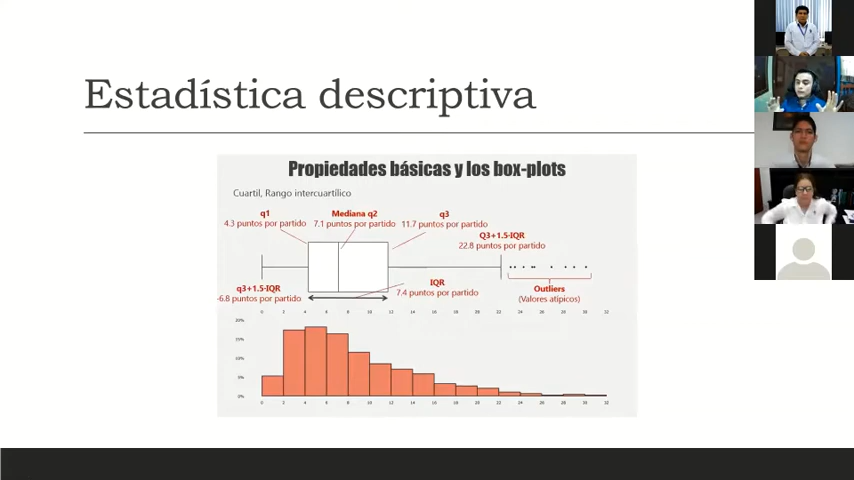 Estadística descriptiva
Propiedades básicas y los box-plots
Cuartil, Rango intercuartílico
q1
4.3 puntos por partido
Mediana q2
7.1 puntos por partido
q3
11.7 puntos por partido
Q3+1.5-IQR
22.8 puntos por partido
q3+1.5-IQR
-6.8 puntos por partido
IQR
7.4 puntos por partido
Outliers
(Valores atípicos)
0 2 4 6 8 10 12 14 16 18 20 22 24 26 28 30 32
20%
15%
10%
5%
0%
0 2 4 6 8 10 12 14 16 18 20 22 24 26 28 30 32